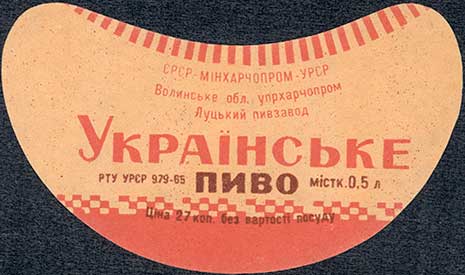 СРСР-МІНХАРЧОПРОМ-УРСР
Волинське обл. упрхарчопром
Луцький пивзавод
УКРАЇНСЬКЕ
РТУ УРСР 979-65 ПИВО МІСТК. 0,5 Л
Ціна 27 коп. без вартості посуду